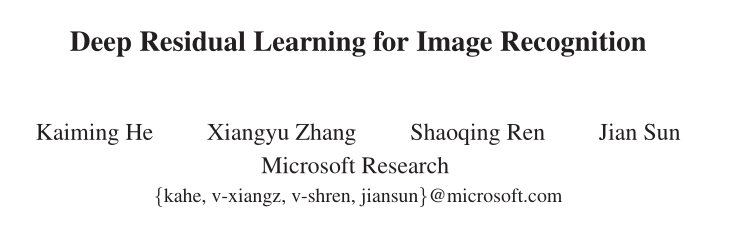 Deep Residual Learning for Image Recognition
Kaiming He Xiangyu Zhang Shaoqing Ren Jian Sun
Microsoft Research
{kahe, v-xiangz, v-shren, jiansun}@microsoft.com